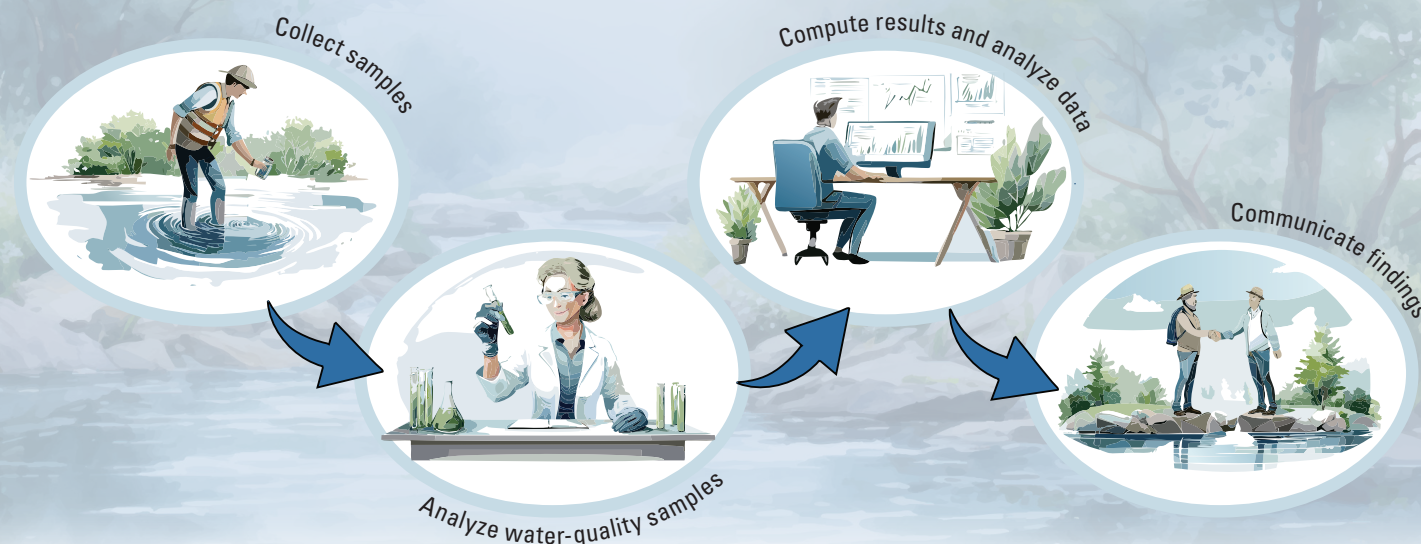 Collect samples
Analyze water-quality samples
Compute results and analyze data
Communicate findings